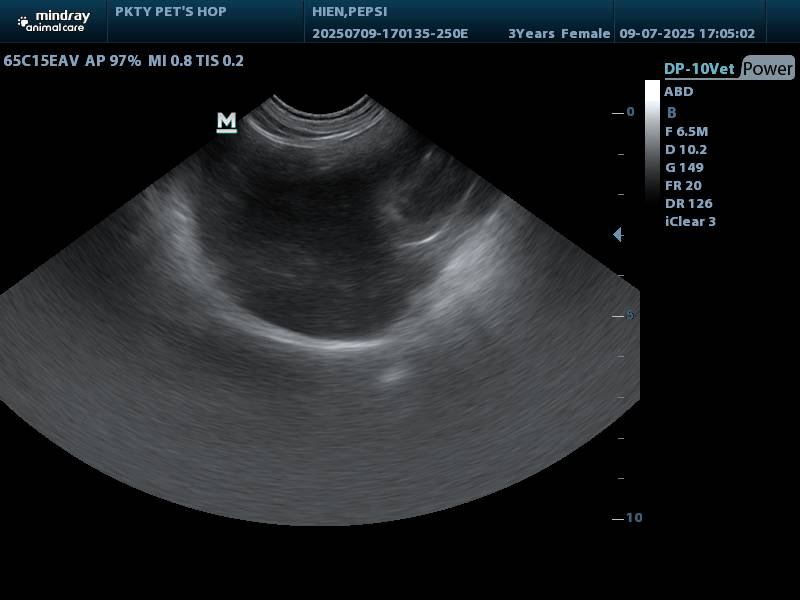 mindray
animal care
PKTY PET'S HOP
HIEN,PEPSI
20250709-170135-250E
3Years Female
09-07-2025 17:05:02
65C15EAV AP 97% MI 0.8 TIS 0.2
DP-10Vet
Power
M
ABD
B
F 6.5M
D 10.2
G 149
FR 20
DR 126
iClear 3
0
5
10